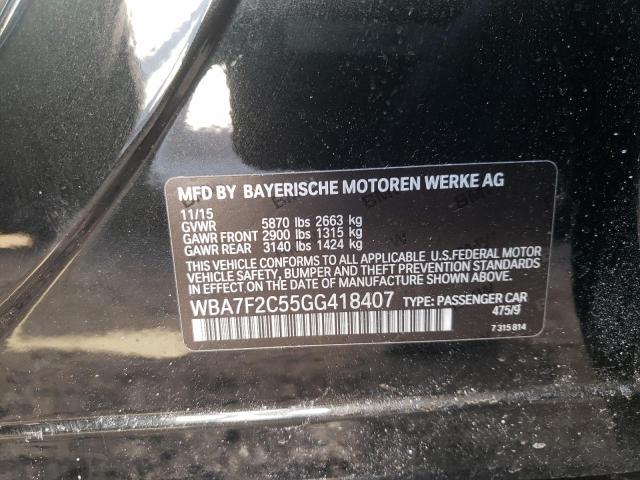 MFD BY BAYERISCHE MOTOREN WERKE AG
11/15
GVWR 5870 lbs 2663 kg
GAWR FRONT 2900 lbs 1315 kg
GAWR REAR 3140 lbs 1424 kg
THIS VEHICLE CONFORMS TO ALL APPLICABLE U.S.FEDERAL MOTOR
VEHICLE SAFETY, BUMPER AND THEFT PREVENTION STANDARDS
IN EFFECT ON THE DATE OF MANUFACTURE SHOWN ABOVE.
WBA7F2C55GG418407 TYPE: PASSENGER CAR
475/9
7 315 814